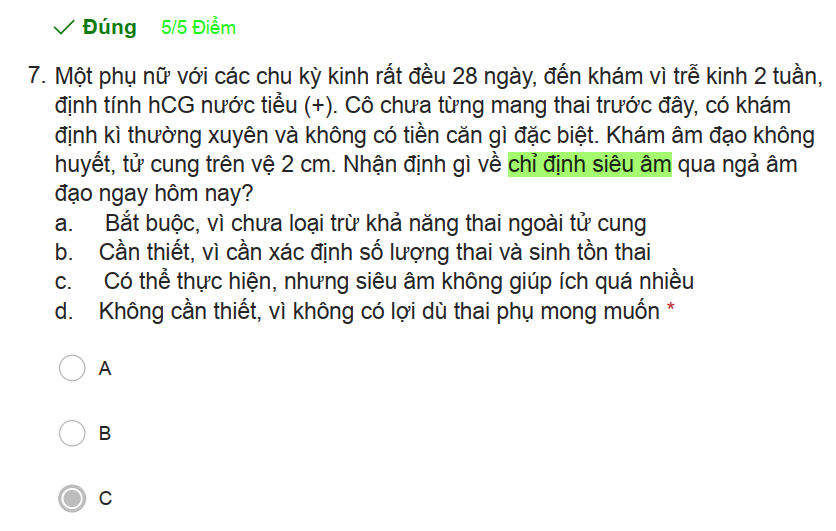 Đúng 5/5 Điểm
7. Một phụ nữ với các chu kỳ kinh rất đều 28 ngày, đến khám vì trễ kinh 2 tuần,
định tính hCG nước tiểu (+). Cô chưa từng mang thai trước đây, có khám
định kì thường xuyên và không có tiền căn gì đặc biệt. Khám âm đạo không
huyết, tử cung trên vệ 2 cm. Nhận định gì về chỉ định siêu âm qua ngả âm
đạo ngay hôm nay?
a. Bắt buộc, vì chưa loại trừ khả năng thai ngoài tử cung
b. Cần thiết, vì cần xác định số lượng thai và sinh tồn thai
c. Có thể thực hiện, nhưng siêu âm không giúp ích quá nhiều
d. Không cần thiết, vì không có lợi dù thai phụ mong muốn *
A
B
C